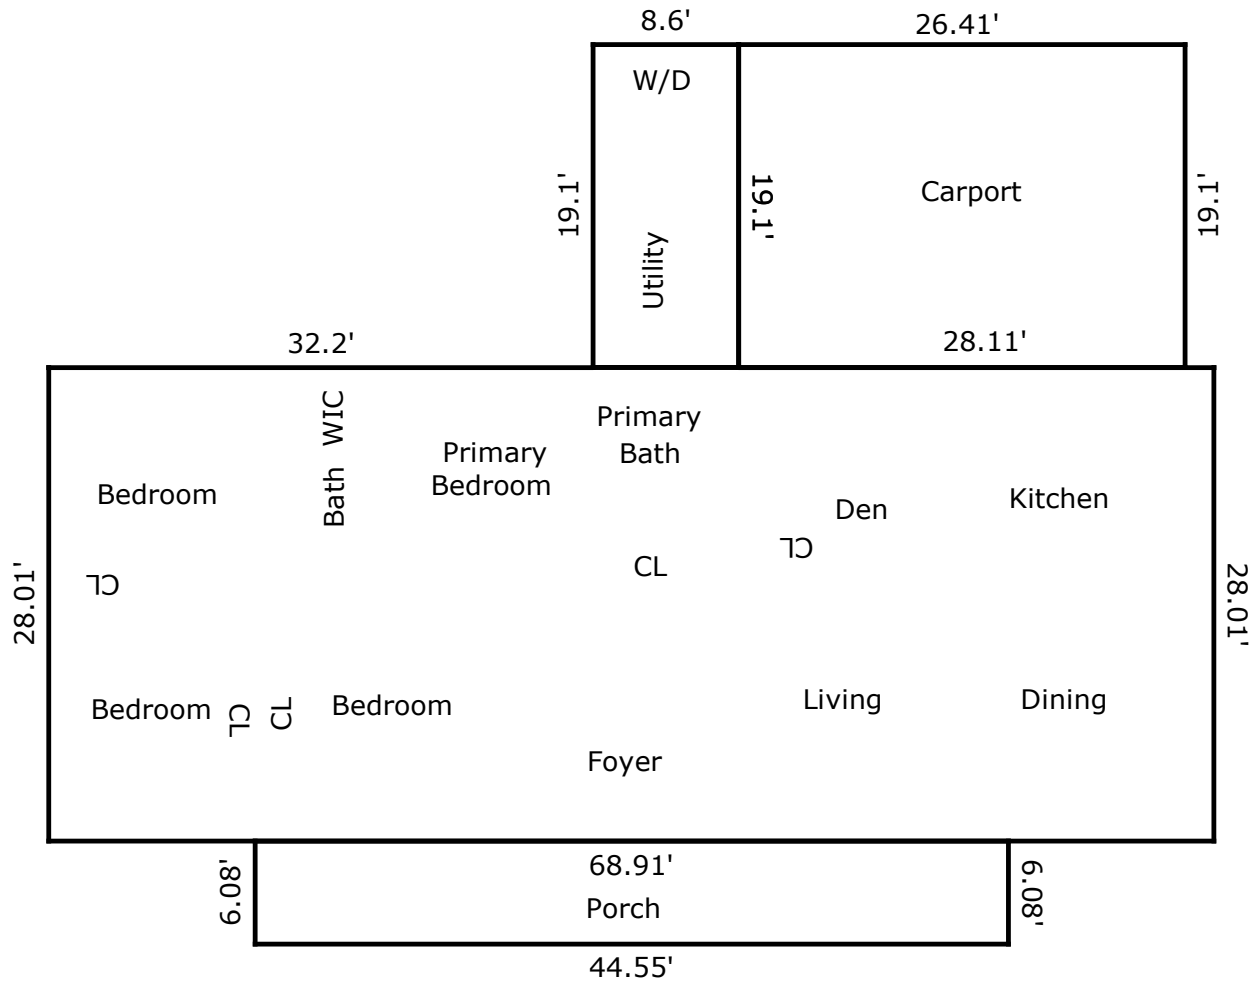 8.6'
26.41'
W/D
19.1'
19.1'
Carport
19.1'
Utility
32.2'
28.11'
WIC
Primary
Bath
Primary
Bedroom
Bedroom
Bath
Den
Kitchen
CL
CL
CL
28.01'
28.01'
Bedroom
CL
CL
Bedroom
Living
Dining
Foyer
6.08'
68.91'
6.08'
Porch
44.55'